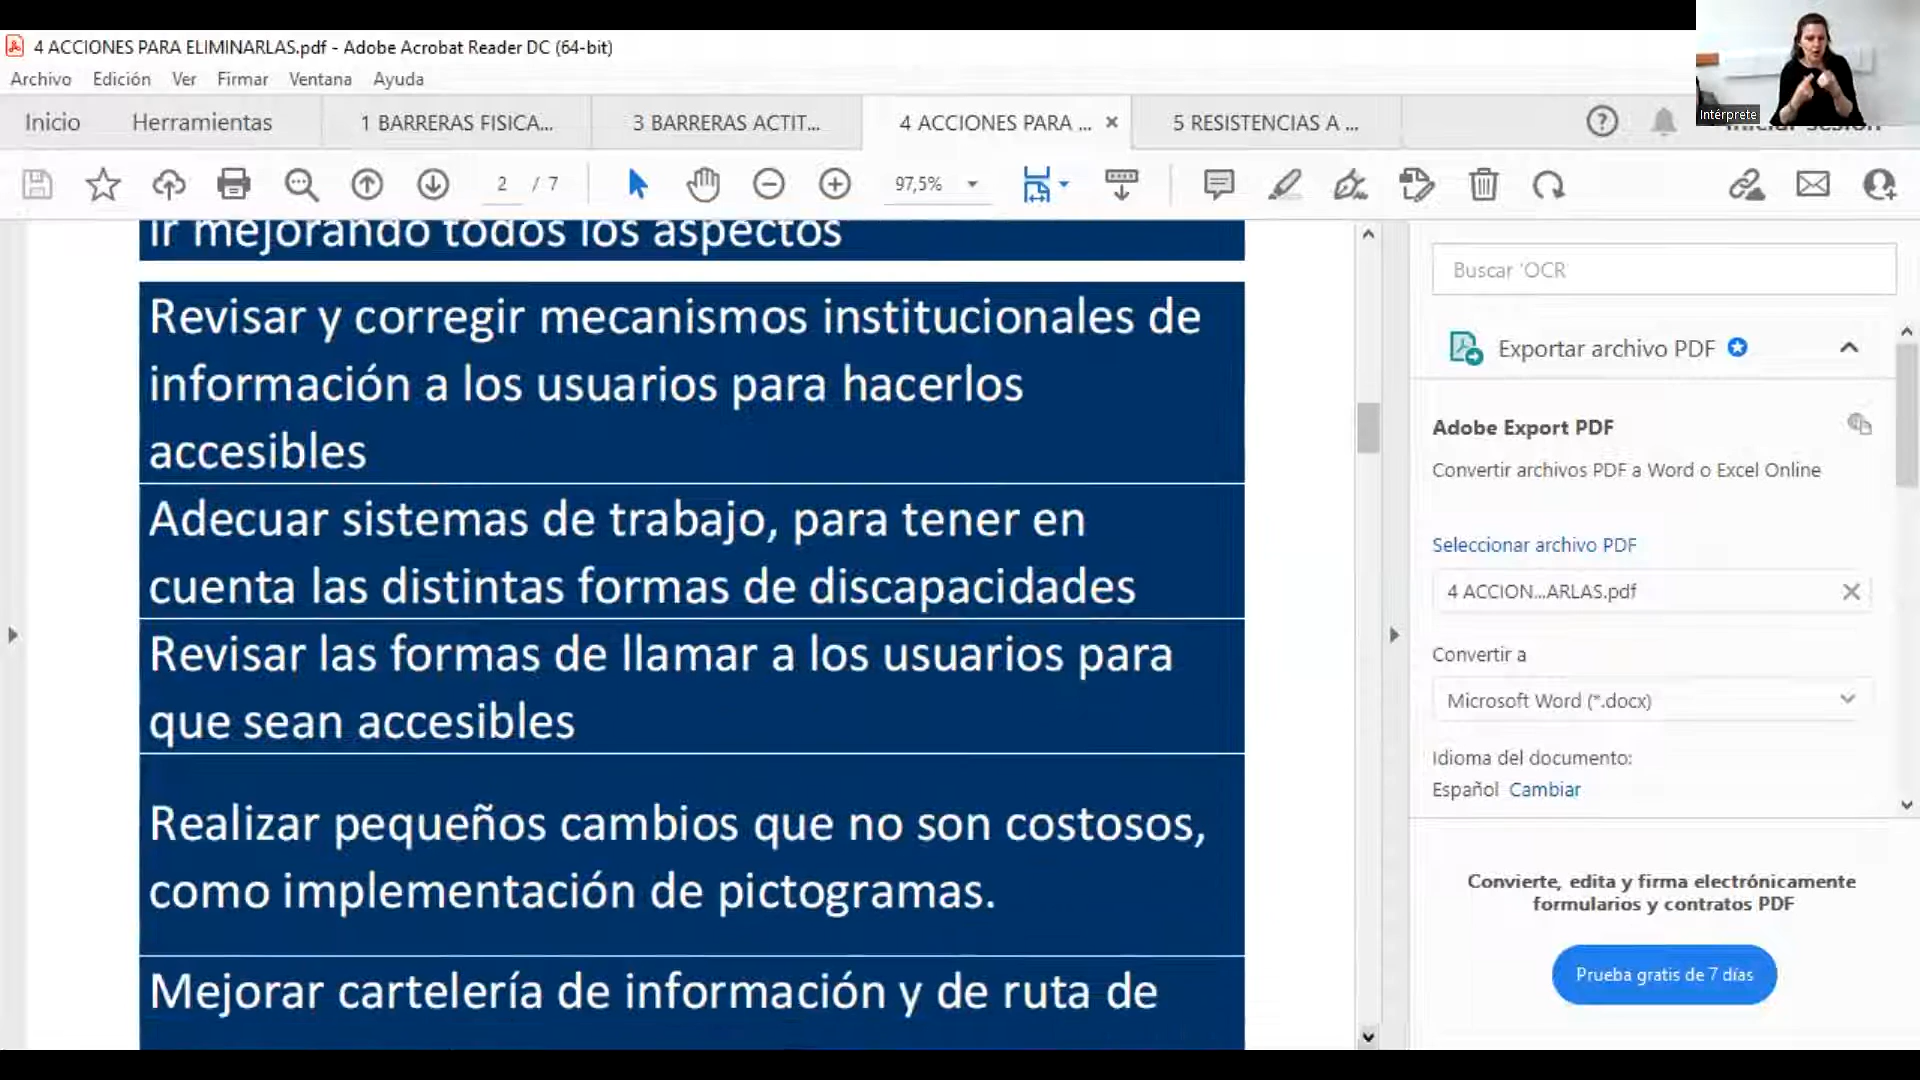 4 ACCIONES PARA ELIMINARLAS.pdf - Adobe Acrobat Reader DC (64-bit)
Archivo Edición Ver Firmar Ventana Ayuda
Intérprete
Inicio Herramientas 1 BARRERAS FISICA... 3 BARRERAS ACTIT... 4 ACCIONES PARA ... 5 RESISTENCIAS A ... Iniciar sesión
2 / 7 97,5%
ir mejorando todos los aspectos
Revisar y corregir mecanismos institucionales de
información a los usuarios para hacerlos
accesibles
Adecuar sistemas de trabajo, para tener en
cuenta las distintas formas de discapacidades
Revisar las formas de llamar a los usuarios para
que sean accesibles
Realizar pequeños cambios que no son costosos,
como implementación de pictogramas.
Mejorar cartelería de información y de ruta de
Buscar 'OCR
Exportar archivo PDF
Adobe Export PDF
Convertir archivos PDF a Word o Excel Online
Seleccionar archivo PDF
4 ACCION...ARLAS.pdf
Convertir a
Microsoft Word (*.docx)
Idioma del documento:
Español Cambiar
Convierte, edita y firma electrónicamente
formularios y contratos PDF
Prueba gratis de 7 días